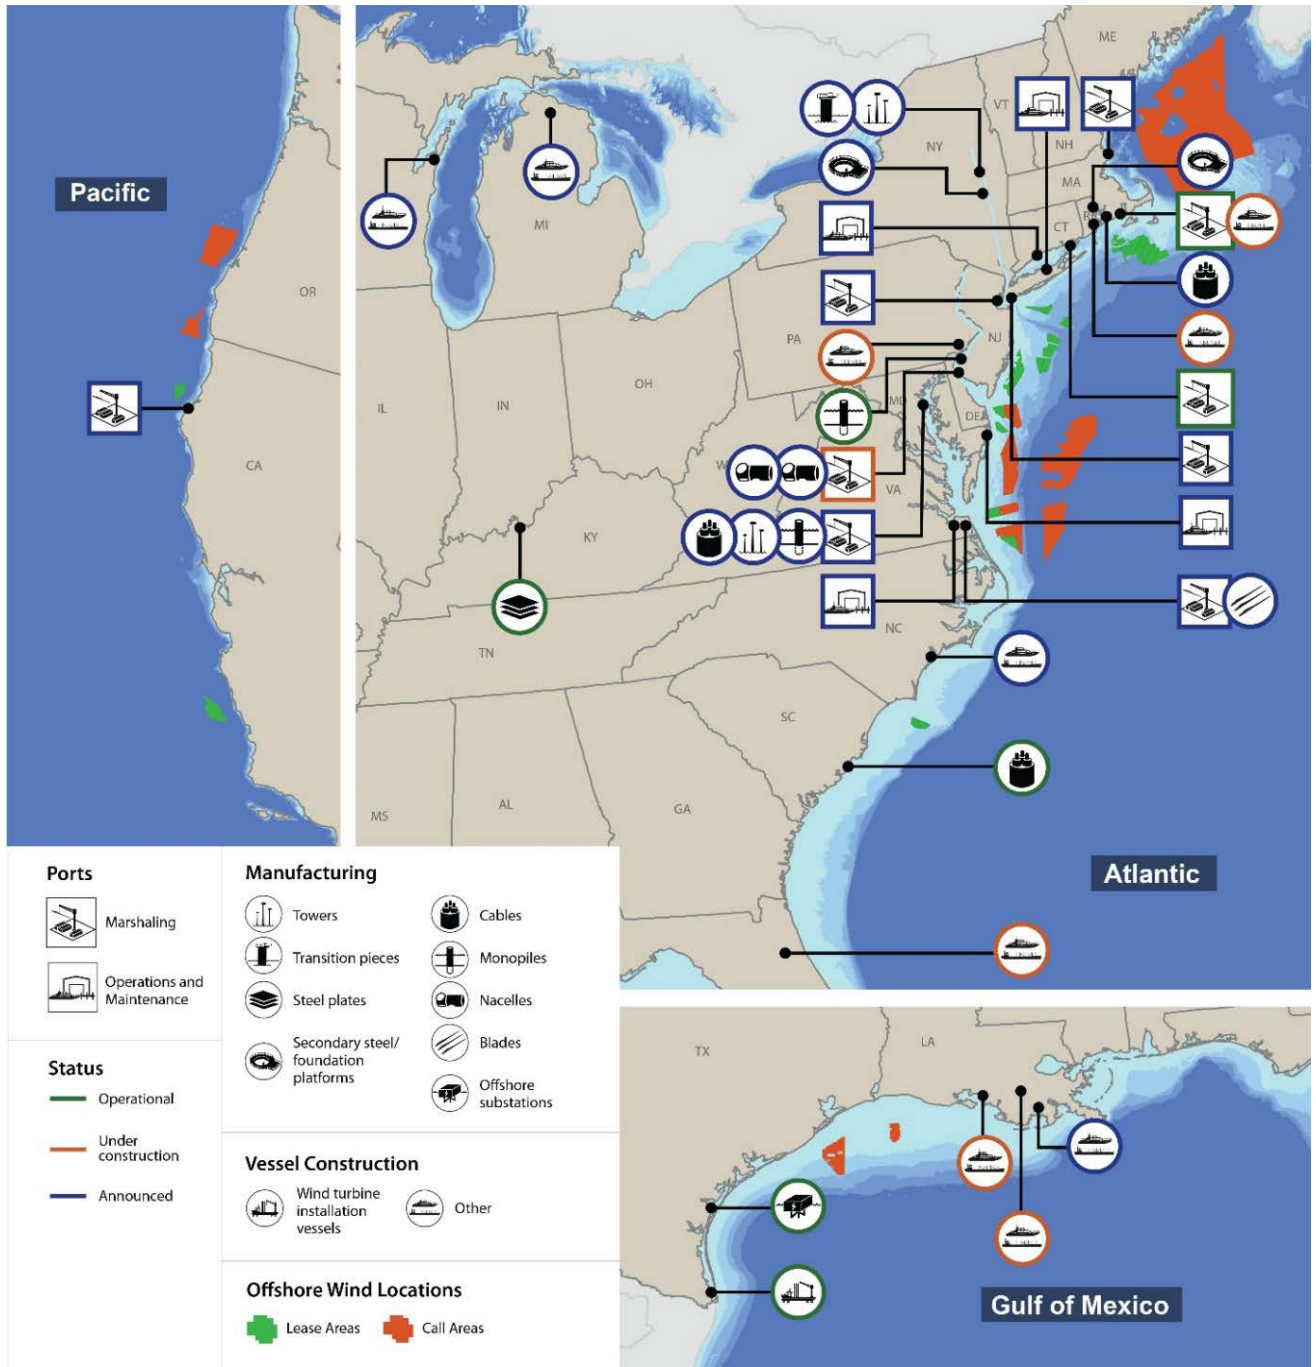 Pacific
OR
CA
ME
VT
NH
NY
MA
CT
MI
PA
NJ
OH
IL
IN
MD
DE
VA
KY
NC
TN
SC
MS
AL
GA
Atlantic
Ports
Marshaling
Operations and
Maintenance
Status
Operational
Under
construction
Announced
Manufacturing
Towers
Transition pieces
Steel plates
Secondary steel/
foundation
platforms
Cables
Monopiles
Nacelles
Blades
Offshore
substations
Vessel Construction
Wind turbine
installation
vessels
Other
Offshore Wind Locations
Lease Areas
Call Areas
TX
LA
Gulf of Mexico